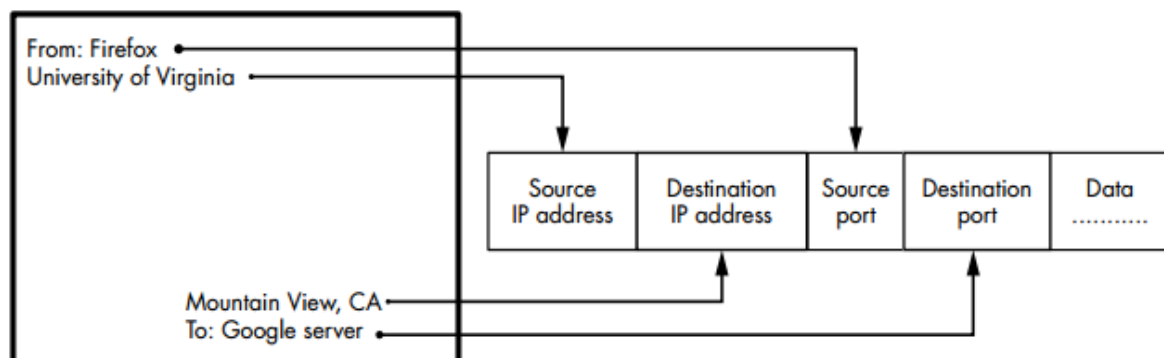 From: Firefox
University of Virginia
Source
IP address
Destination
IP address
Source
port
Destination
port
Data
...........
Mountain View, CA
To: Google server